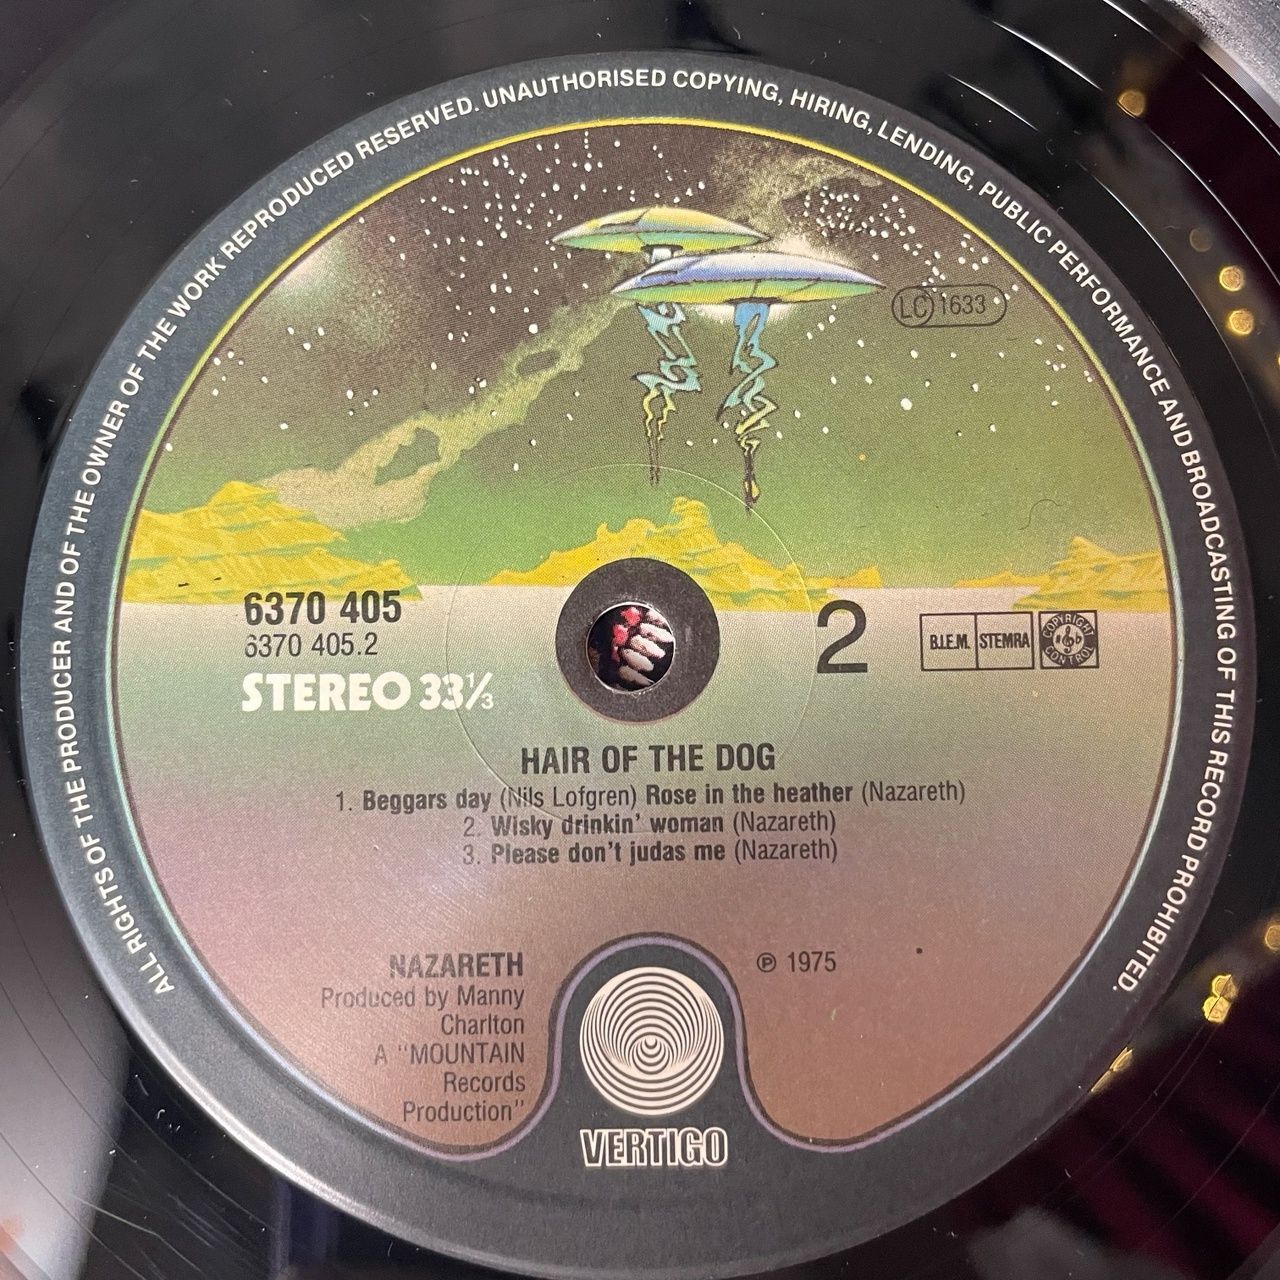 ALL RIGHTS OF THE PRODUCER AND OF THE OWNER OF THE WORK REPRODUCED RESERVED. UNAUTHORISED COPYING, HIRING, LENDING, PUBLIC PERFORMANCE AND BROADCASTING OF THIS RECORD PROHIBITED.
LC 1633
6370 405
6370 405.2
STEREO 33⅓
2
B.I.E.M. STEMRA COPYRIGHT CONTROL
HAIR OF THE DOG
1. Beggars day (Nils Lofgren) Rose in the heather (Nazareth)
2. Wisky drinkin' woman (Nazareth)
3. Please don't judas me (Nazareth)
NAZARETH
Produced by Manny
Charlton
A "MOUNTAIN
Records
Production"
℗ 1975
VERTIGO